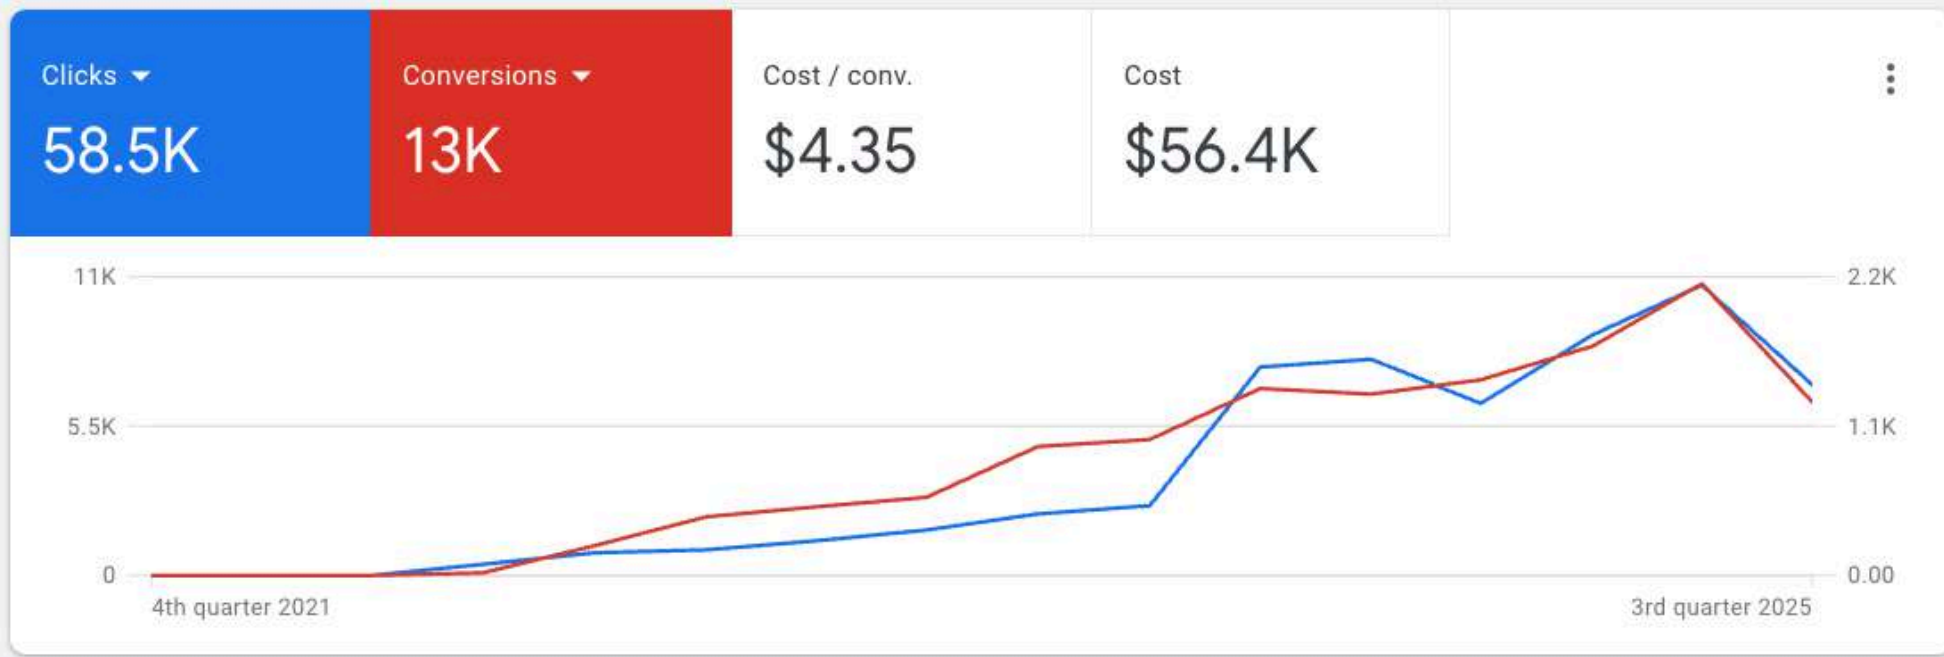 Clicks
Conversions
Cost / conv.
Cost
58.5K
13K
$4.35
$56.4K
11K
2.2K
5.5K
1.1K
0
0.00
4th quarter 2021
3rd quarter 2025